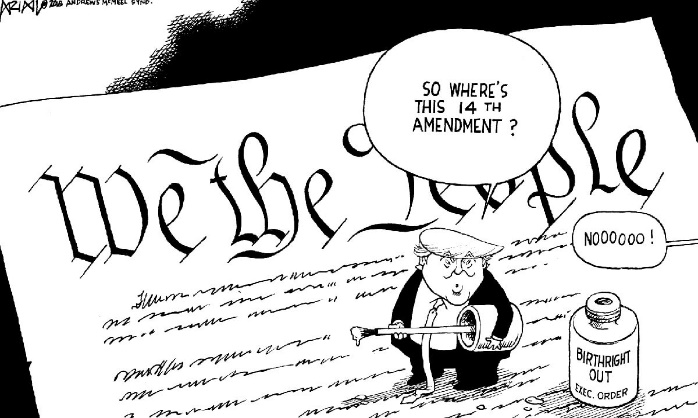 ARIAIL © 2018 ANDREWS McMEEL SYND.
SO WHERE'S
THIS 14TH
AMENDMENT?
We the People
NOOOOOO!
BIRTHRIGHT
OUT
EXEC. ORDER